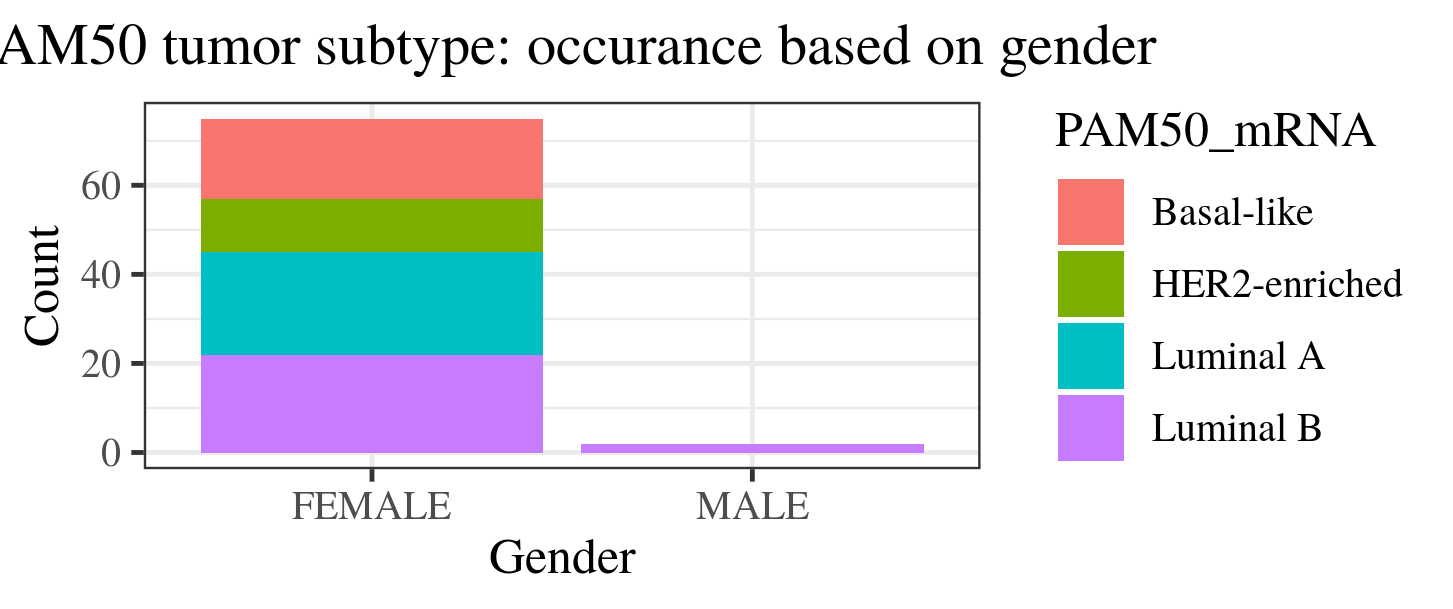 AM50 tumor subtype: occurance based on gender
PAM50_mRNA
Basal-like
HER2-enriched
Luminal A
Luminal B
Count
60
40
20
0
FEMALE MALE
Gender